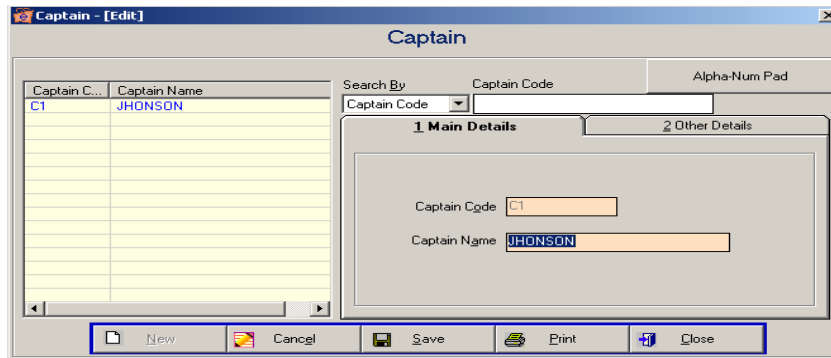 Captain - [Edit]
Captain
Captain C... Captain Name
C1 JHONSON
Search By Captain Code Alpha-Num Pad
Captain Code
1 Main Details 2 Other Details
Captain Code C1
Captain Name JHONSON
New Cancel Save Print Close